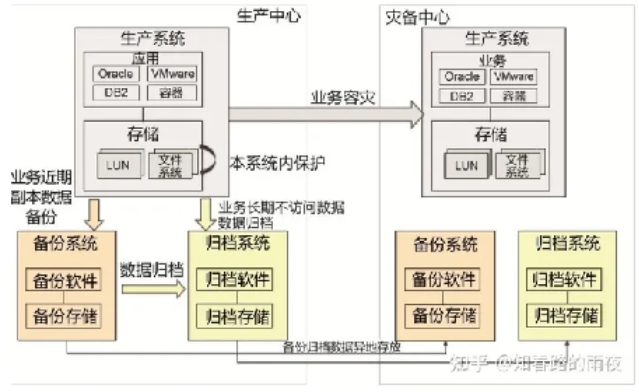 生产中心
灾备中心
生产系统
应用
Oracle
VMware
DB2
容器
存储
LUN
文件
系统
本系统内保护
业务容灾
生产系统
业务
Oracle
VMware
DB2
容器
存储
LUN
文件
系统
业务近期
副本数据
备份
业务长期不访问数据
数据归档
备份系统
备份软件
备份存储
数据归档
归档系统
归档软件
归档存储
备份系统
备份软件
备份存储
归档系统
归档软件
归档存储
备份归档数据异地存放
知乎 @知春路的雨夜